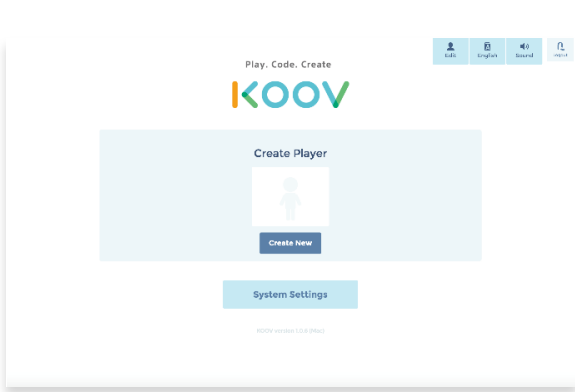 Edit
English
Sound
Play. Code. Create
KOOV
Create Player
Create New
System Settings